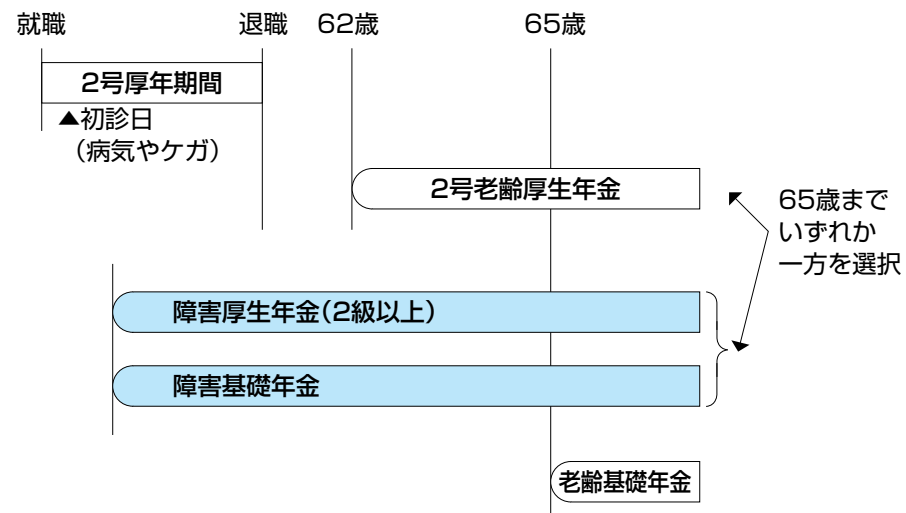 就職 退職 62歳 65歳
2号厚年期間
▲初診日
（病気やケガ）
2号老齢厚生年金
65歳まで
いずれか
一方を選択
障害厚生年金（2級以上）
障害基礎年金
老齢基礎年金